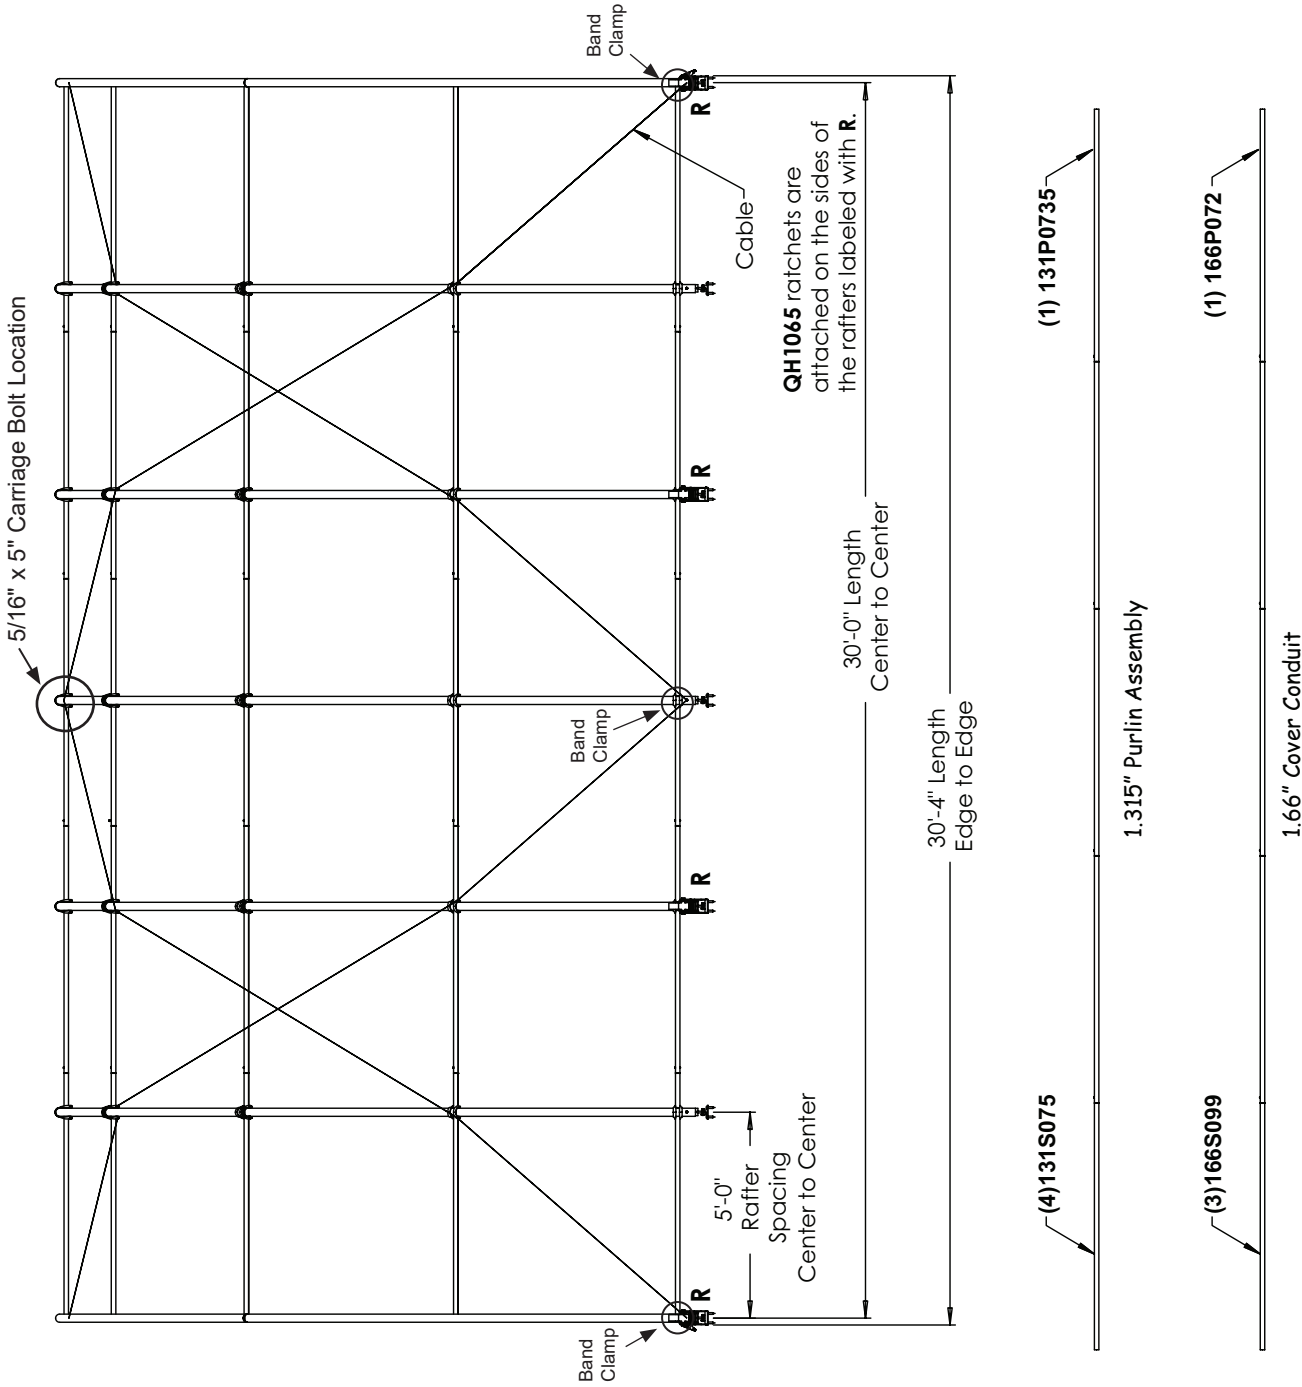 5/16" x 5" Carriage Bolt Location
Band
Clamp
R
Cable
QH1065 ratchets are
attached on the sides of
the rafters labeled with R.
R
Band
Clamp
R
5'-0"
Rafter
Spacing
Center to Center
R
Band
Clamp
30'-0" Length
Center to Center
30'-4" Length
Edge to Edge
(4)131S075
(1) 131P0735
1.315" Purlin Assembly
(3)166S099
(1) 166P072
1.66" Cover Conduit